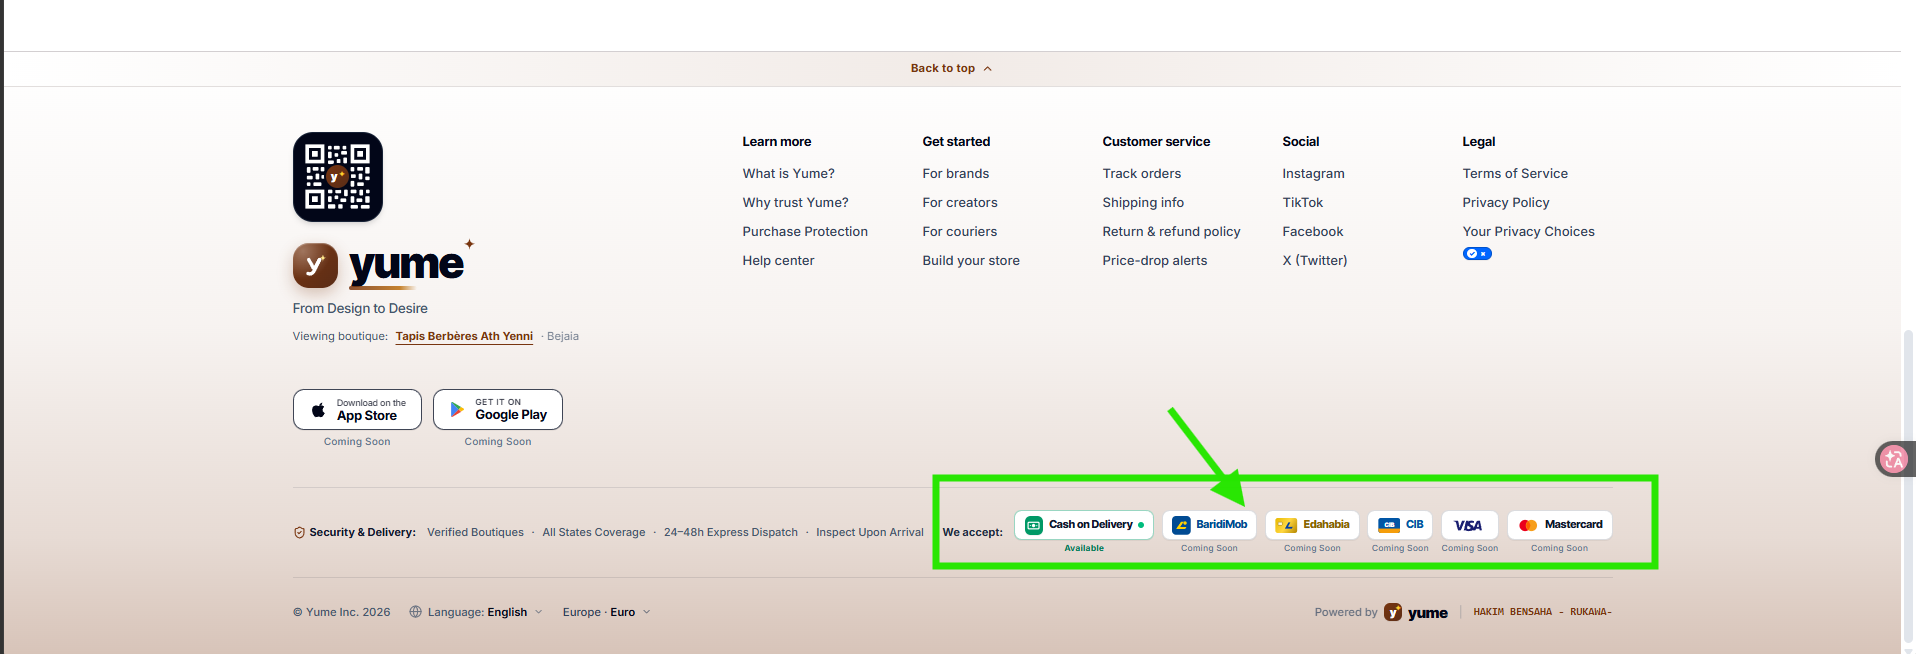 Back to top
y
y
yume
From Design to Desire
Viewing boutique: Tapis Berbères Ath Yenni · Bejaia
Download on the
App Store
Coming Soon
GET IT ON
Google Play
Coming Soon
Learn more
What is Yume?
Why trust Yume?
Purchase Protection
Help center
Get started
For brands
For creators
For couriers
Build your store
Customer service
Track orders
Shipping info
Return & refund policy
Price-drop alerts
Social
Instagram
TikTok
Facebook
X (Twitter)
Legal
Terms of Service
Privacy Policy
Your Privacy Choices
Security & Delivery: Verified Boutiques · All States Coverage · 24–48h Express Dispatch · Inspect Upon Arrival
We accept:
Cash on Delivery
Available
BaridiMob
Coming Soon
Edahabia
Coming Soon
CIB CIB
Coming Soon
VISA
Coming Soon
Mastercard
Coming Soon
© Yume Inc. 2026 Language: English Europe · Euro
Powered by y yume HAKIM BENSAHA - RUKAWA-
A